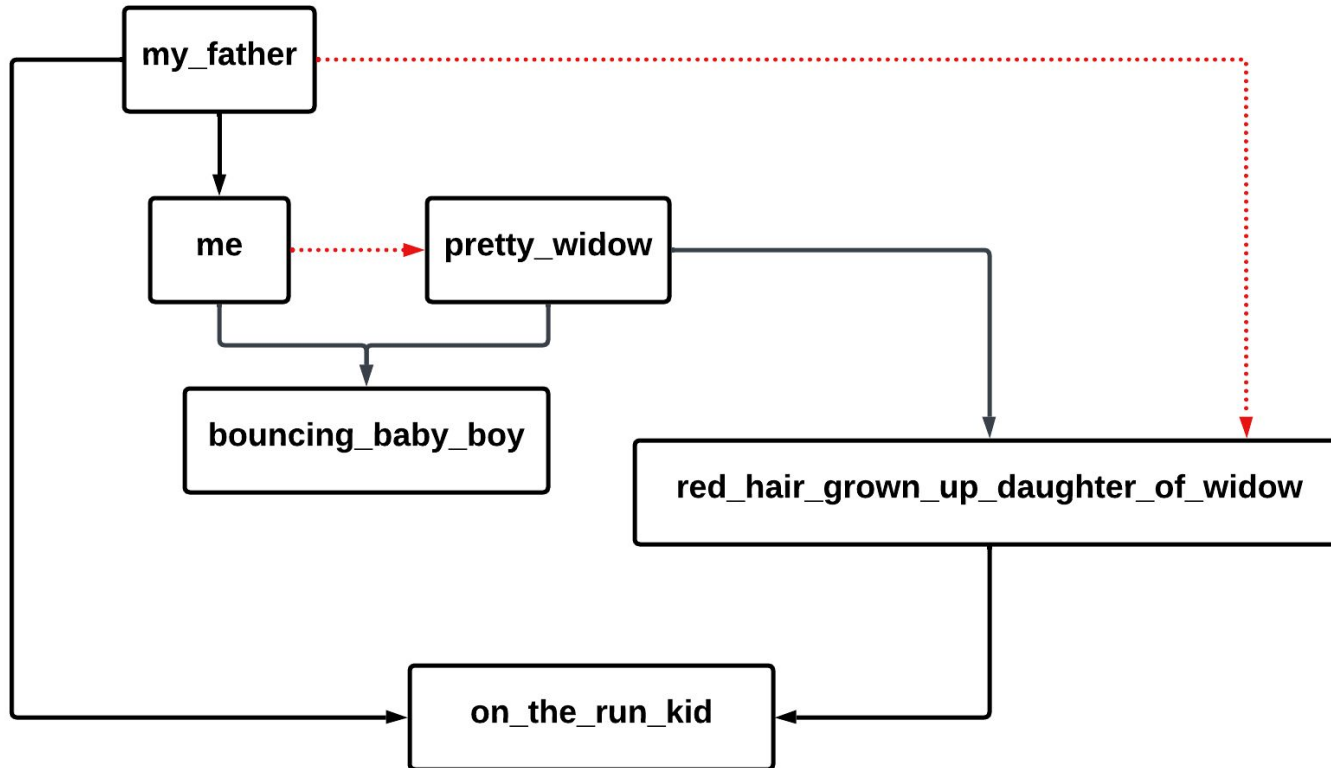 my_father
me
pretty_widow
bouncing_baby_boy
red_hair_grown_up_daughter_of_widow
on_the_run_kid